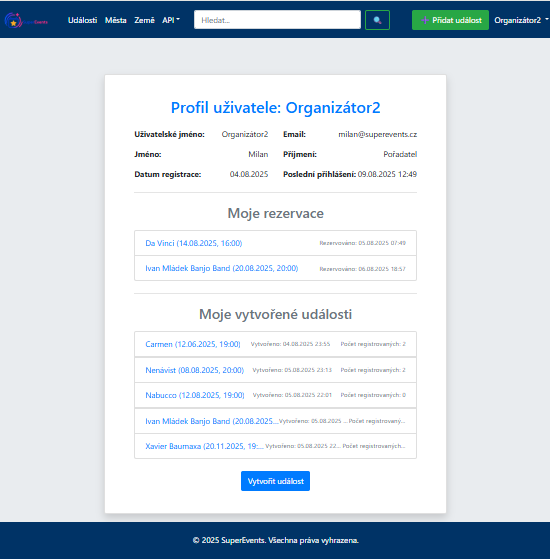 Události Města Země API Hledat... Přidat událost Organizátor2
Profil uživatele: Organizátor2
Uživatelské jméno: Organizátor2 Email: milan@superevents.cz
Jméno: Milan Příjmení: Pořadatel
Datum registrace: 04.08.2025 Poslední přihlášení: 09.08.2025 12:49
Moje rezervace
Da Vinci (14.08.2025, 16:00) Rezervováno: 05.08.2025 07:49
Ivan Mládek Banjo Band (20.08.2025, 20:00) Rezervováno: 06.08.2025 18:57
Moje vytvořené události
Carmen (12.06.2025, 19:00) Vytvořeno: 04.08.2025 23:55 Počet registrovaných: 2
Nenávist (08.08.2025, 20:00) Vytvořeno: 05.08.2025 23:13 Počet registrovaných: 2
Nabucco (12.08.2025, 19:00) Vytvořeno: 05.08.2025 22:01 Počet registrovaných: 0
Ivan Mládek Banjo Band (20.08.2025... Vytvořeno: 05.08.2025 ... Počet registrovaný...
Xavier Baumaxa (20.11.2025, 19:... Vytvořeno: 05.08.2025 22... Počet registrovaných...
Vytvořit událost
© 2025 SuperEvents. Všechna práva vyhrazena.